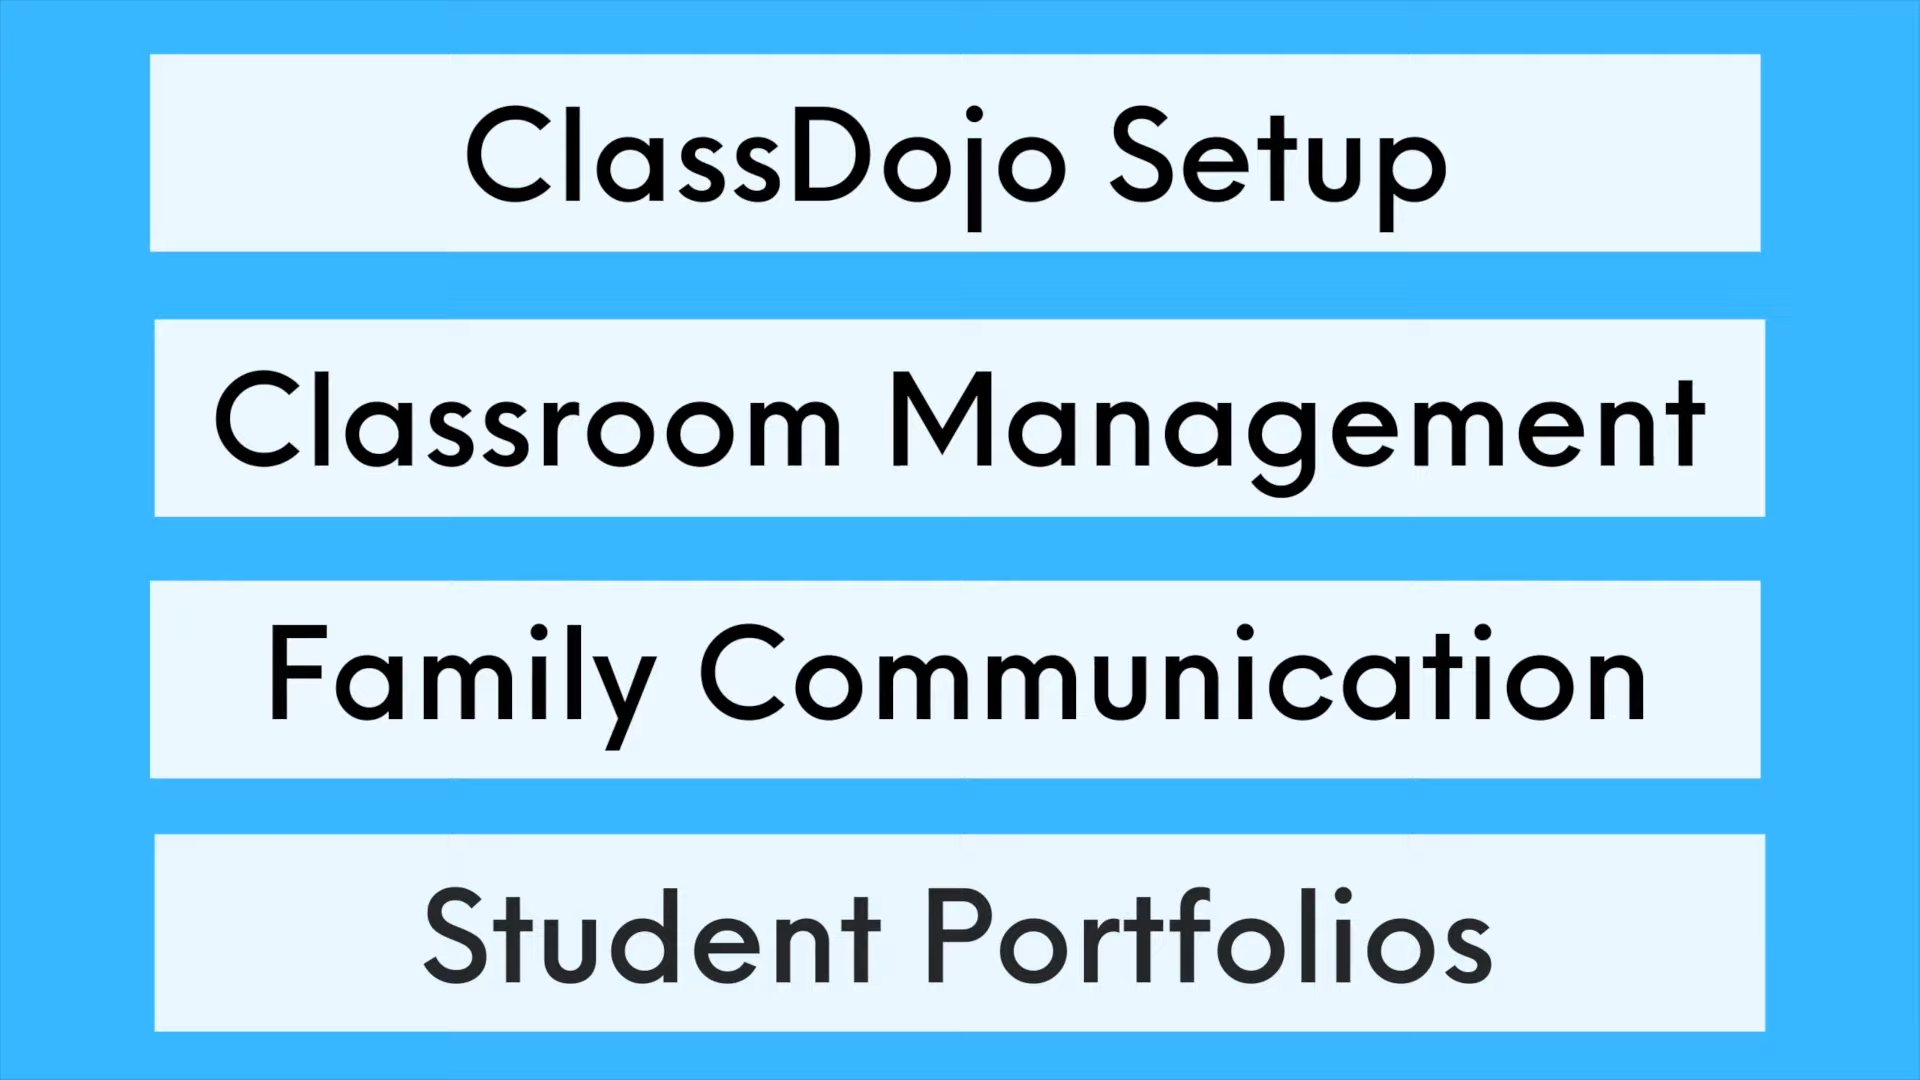 ClassDojo Setup
Classroom Management
Family Communication
Student Portfolios